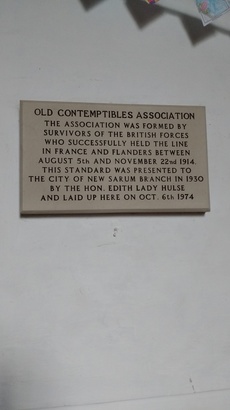 OLD CONTEMPTIBLES ASSOCIATION
THE ASSOCIATION WAS FORMED BY
SURVIVORS OF THE BRITISH FORCES
WHO SUCCESSFULLY HELD THE LINE
IN FRANCE AND FLANDERS BETWEEN
AUGUST 5th AND NOVEMBER 22nd 1914.
THIS STANDARD WAS PRESENTED TO
THE CITY OF NEW SARUM BRANCH IN 1930
BY THE HON. EDITH LADY HULSE
AND LAID UP HERE ON OCT. 6th 1974